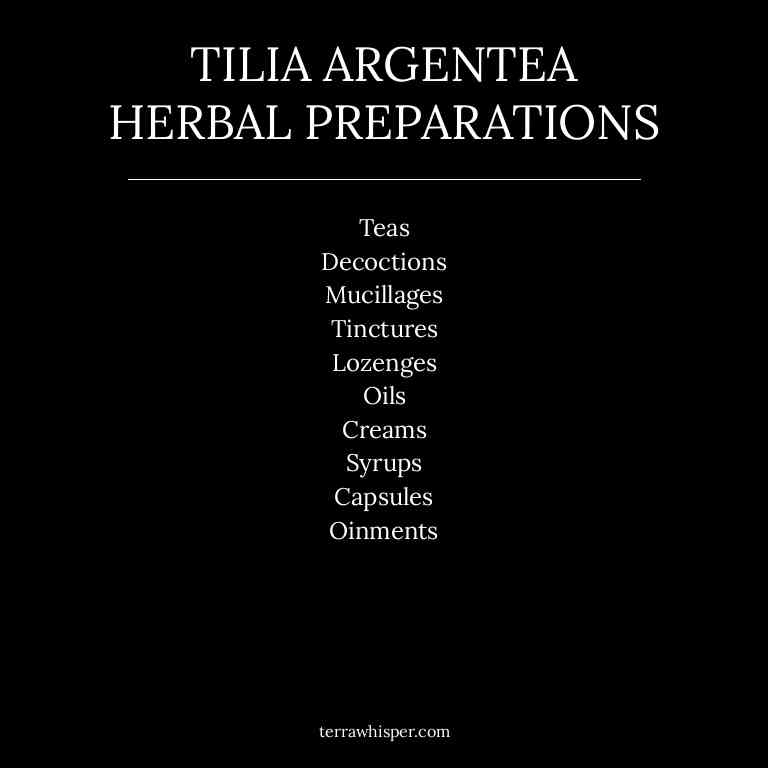 TILIA ARGENTEA
HERBAL PREPARATIONS
Teas
Decoctions
Mucillages
Tinctures
Lozenges
Oils
Creams
Syrups
Capsules
Oinments
terrawhisper.com